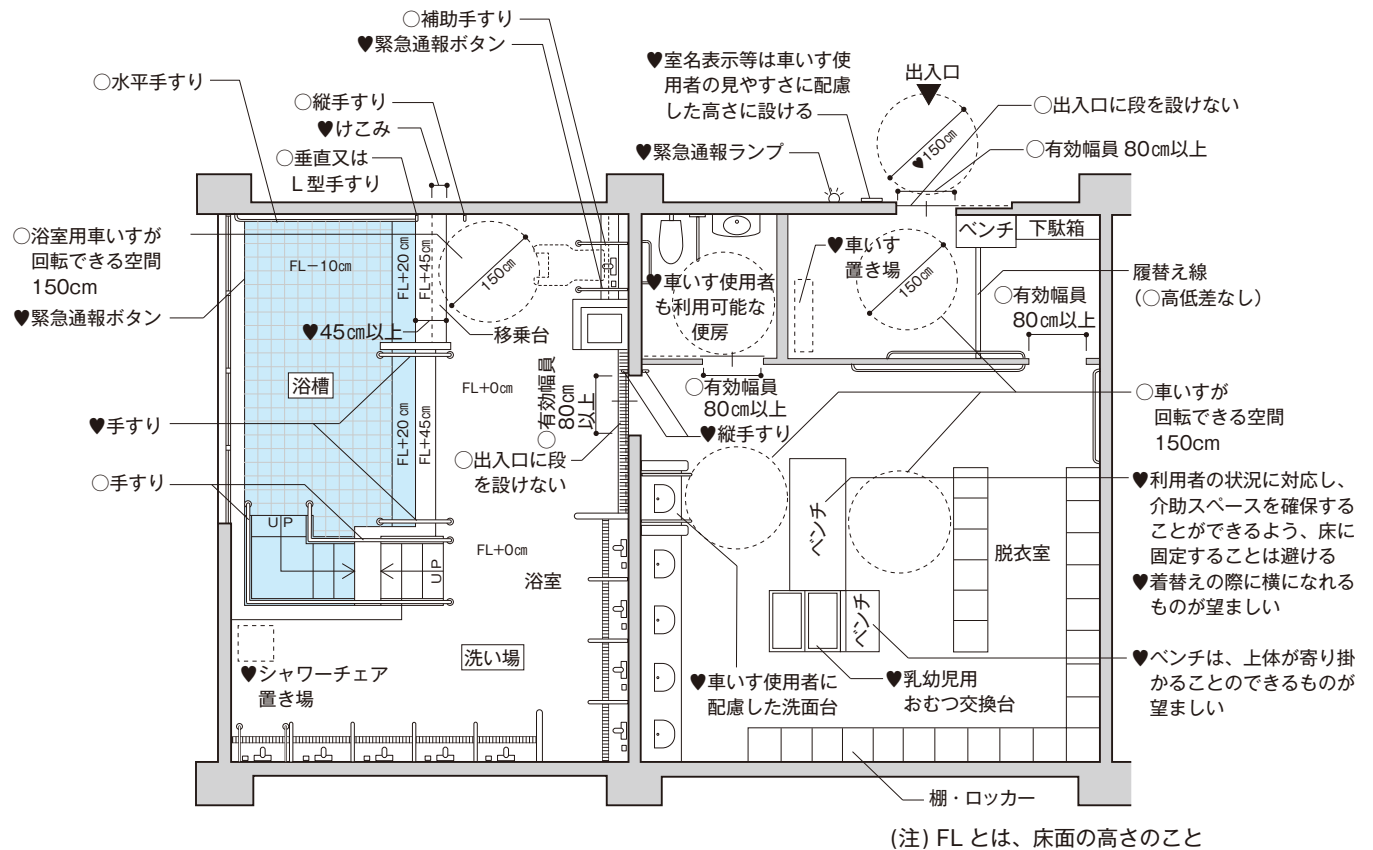 ○補助手すり
♥緊急通報ボタン
○水平手すり
○縦手すり
♥けこみ
○垂直又は
L型手すり
♥室名表示等は車いす使
用者の見やすさに配慮
した高さに設ける
♥緊急通報ランプ
出入口
♥150cm
○出入口に段を設けない
○有効幅員 80㎝以上
○浴室用車いすが
回転できる空間
150cm
♥緊急通報ボタン
FL−10㎝
FL+20㎝
FL+45㎝
150㎝
♥45㎝以上
移乗台
♥車いす使用者
も利用可能な
便房
♥車いす
置き場
150㎝
ベンチ
下駄箱
履替え線
(○高低差なし)
○有効幅員
80㎝以上
浴槽
FL+0㎝
○有効幅員
80㎝
以上
○有効幅員
80㎝以上
♥縦手すり
○車いすが
回転できる空間
150cm
♥手すり
FL+20㎝
FL+45㎝
○出入口に段
を設けない
○手すり
UP
UP
FL+0㎝
浴室
ベンチ
脱衣室
♥利用者の状況に対応し、
介助スペースを確保する
ことができるよう、床に
固定することは避ける
♥着替えの際に横になれる
ものが望ましい
ベンチ
洗い場
♥シャワーチェア
置き場
♥車いす使用者に
配慮した洗面台
♥乳幼児用
おむつ交換台
♥ベンチは、上体が寄り掛
かることのできるものが
望ましい
棚・ロッカー
(注) FL とは、床面の高さのこと